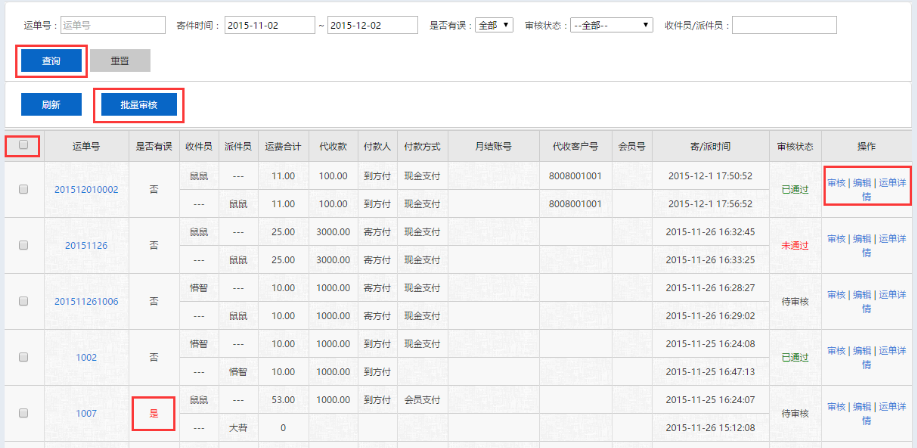 运单号： 运单号 寄件时间： 2015-11-02 ~ 2015-12-02 是否有误： 全部 审核状态： --全部-- 收件员/派件员：
查询 重置
刷新 批量审核
运单号 是否有误 收件员 派件员 运费合计 代收款 付款人 付款方式 月结账号 代收客户号 会员号 寄/派时间 审核状态 操作
201512010002 否 鼠鼠 --- 11.00 100.00 到方付 现金支付 8008001001 2015-12-1 17:50:52 已通过 审核 | 编辑 | 运单详
情
--- 鼠鼠 11.00 100.00 到方付 现金支付 8008001001 2015-12-1 17:56:52
20151126 否 鼠鼠 --- 25.00 3000.00 寄方付 现金支付 2015-11-26 16:32:45 未通过 审核 | 编辑 | 运单详
情
--- 鼠鼠 25.00 3000.00 寄方付 现金支付 2015-11-26 16:33:25
201511261006 否 懵智 --- 10.00 1000.00 寄方付 现金支付 2015-11-26 16:28:27 待审核 审核 | 编辑 | 运单详
情
--- 鼠鼠 10.00 1000.00 寄方付 现金支付 2015-11-26 16:29:02
1002 否 懵智 --- 10.00 1000.00 到方付 现金支付 2015-11-25 16:24:08 已通过 审核 | 编辑 | 运单详
情
--- 懵智 10.00 1000.00 到方付 2015-11-25 16:47:13
1007 是 鼠鼠 --- 53.00 1000.00 到方付 会员支付 2015-11-25 16:24:07 待审核 审核 | 编辑 | 运单详
情
--- 大 0 2015-11-26 15:12:08